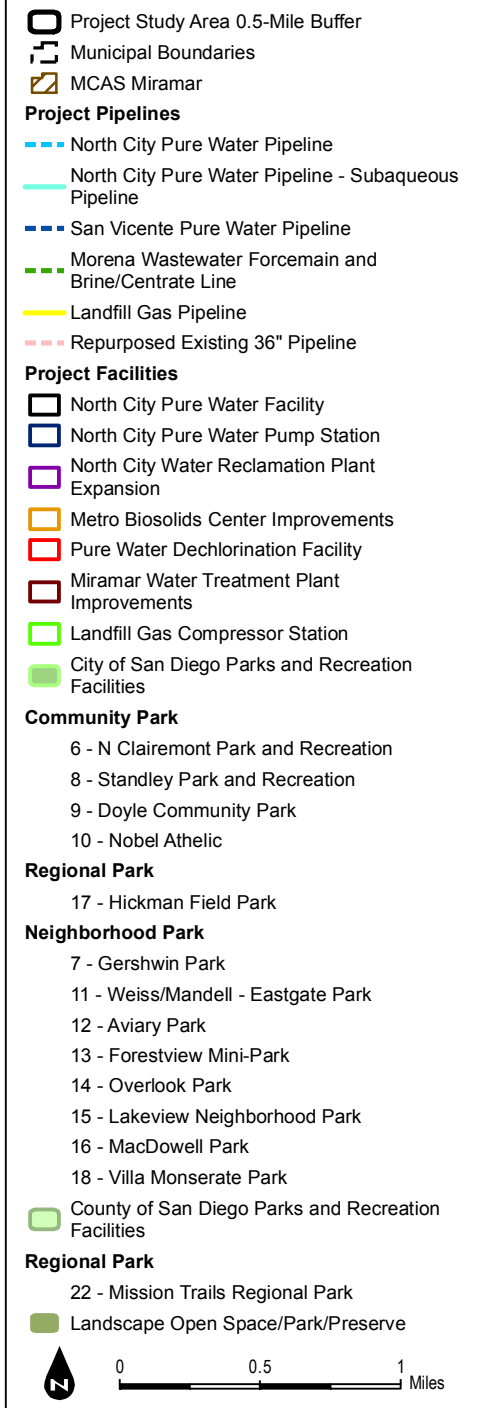 Project Study Area 0.5-Mile Buffer
Municipal Boundaries
MCAS Miramar
Project Pipelines
North City Pure Water Pipeline
North City Pure Water Pipeline - Subaqueous
Pipeline
San Vicente Pure Water Pipeline
Morena Wastewater Forcemain and
Brine/Centrate Line
Landfill Gas Pipeline
Repurposed Existing 36" Pipeline
Project Facilities
North City Pure Water Facility
North City Pure Water Pump Station
North City Water Reclamation Plant
Expansion
Metro Biosolids Center Improvements
Pure Water Dechlorination Facility
Miramar Water Treatment Plant
Improvements
Landfill Gas Compressor Station
City of San Diego Parks and Recreation
Facilities
Community Park
6 - N Clairemont Park and Recreation
8 - Standley Park and Recreation
9 - Doyle Community Park
10 - Nobel Athelic
Regional Park
17 - Hickman Field Park
Neighborhood Park
7 - Gershwin Park
11 - Weiss/Mandell - Eastgate Park
12 - Aviary Park
13 - Forestview Mini-Park
14 - Overlook Park
15 - Lakeview Neighborhood Park
16 - MacDowell Park
18 - Villa Monserate Park
County of San Diego Parks and Recreation
Facilities
Regional Park
22 - Mission Trails Regional Park
Landscape Open Space/Park/Preserve
N
0 0.5 1
Miles